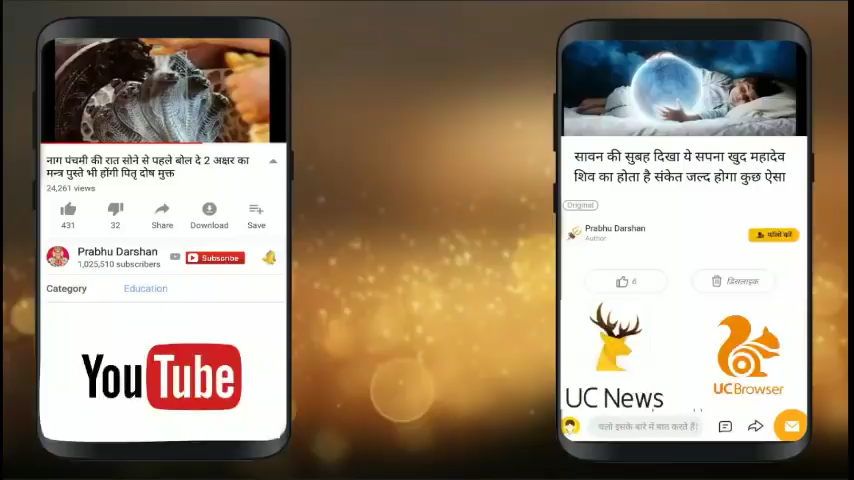 नाग पंचमी की रात सोने से पहले बोल दे 2 अक्षर का
मन्त्र पुस्ते भी होंगी पितृ दोष मुक्त
24,261 views
431
32
Share
Download
Save
Prabhu Darshan
1,025,510 subscribers
Subscribe
Category
Education
YouTube
सावन की सुबह दिखा ये सपना खुद महादेव
शिव का होता है संकेत जल्द होगा कुछ ऐसा
Original
Prabhu Darshan
Author
फॉलो करें
6
डिसलाइक
UC News
UC Browser
चलो इसके बारे में बात करते हैं!